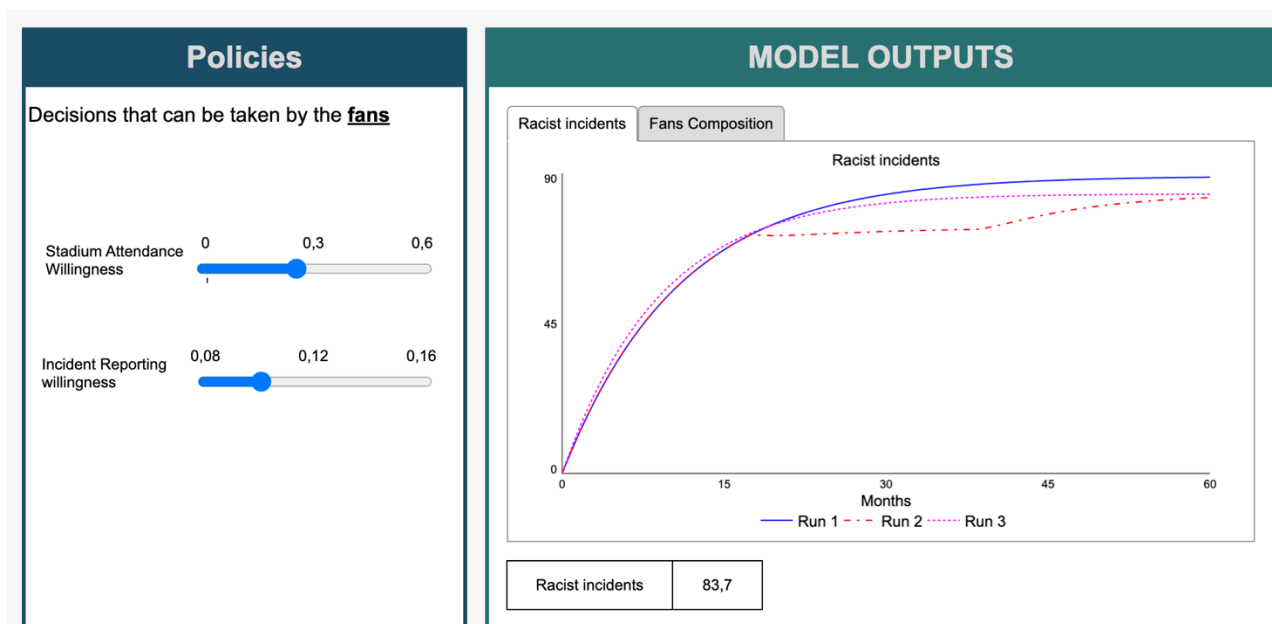 Policies
Decisions that can be taken by the fans
Stadium Attendance
Willingness
0 0,3 0,6
Incident Reporting
willingness
0,08 0,12 0,16
MODEL OUTPUTS
Racist incidents Fans Composition
Racist incidents
90
45
0
0 15 30 45 60
Months
Run 1 Run 2 Run 3
Racist incidents 83,7